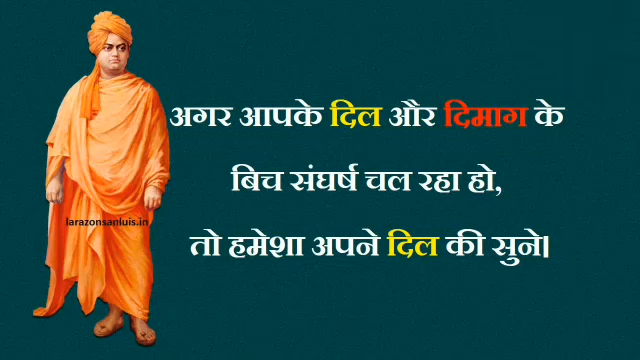 अगर आपके दिल और दिमाग के
बिच संघर्ष चल रहा हो,
तो हमेशा अपने दिल की सुने।
larazonsanluis.in